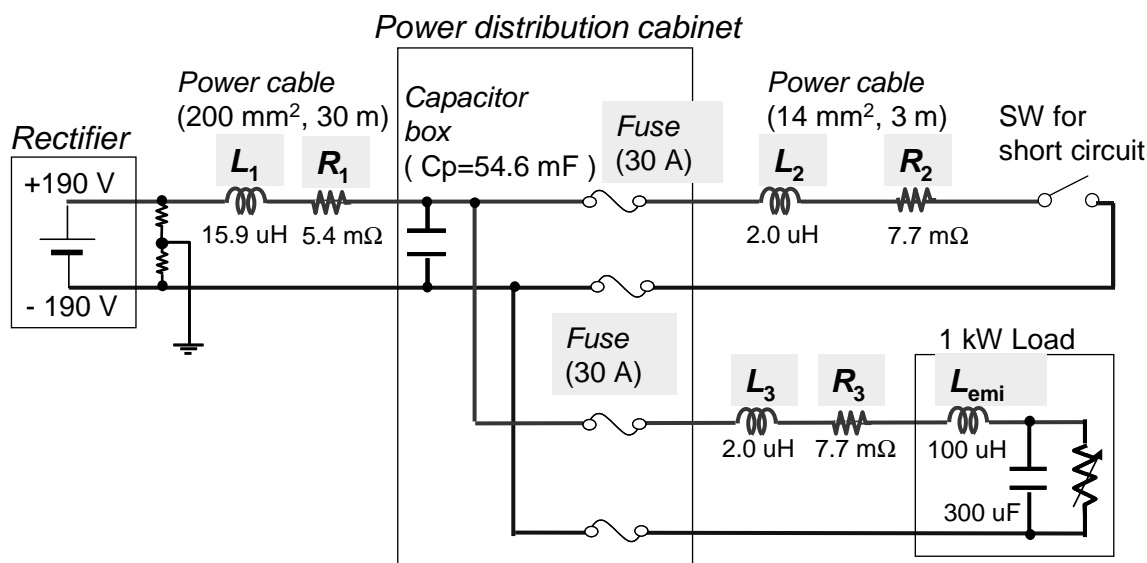 Power distribution cabinet
Power cable
(200 mm², 30 m)
Capacitor
box
( Cp=54.6 mF )
Fuse
(30 A)
Power cable
(14 mm², 3 m)
SW for
short circuit
Rectifier
+190 V
- 190 V
L₁
R₁
15.9 uH
5.4 mΩ
L₂
R₂
2.0 uH
7.7 mΩ
Fuse
(30 A)
1 kW Load
L₃
R₃
Lₑₘᵢ
2.0 uH
7.7 mΩ
100 uH
300 uF